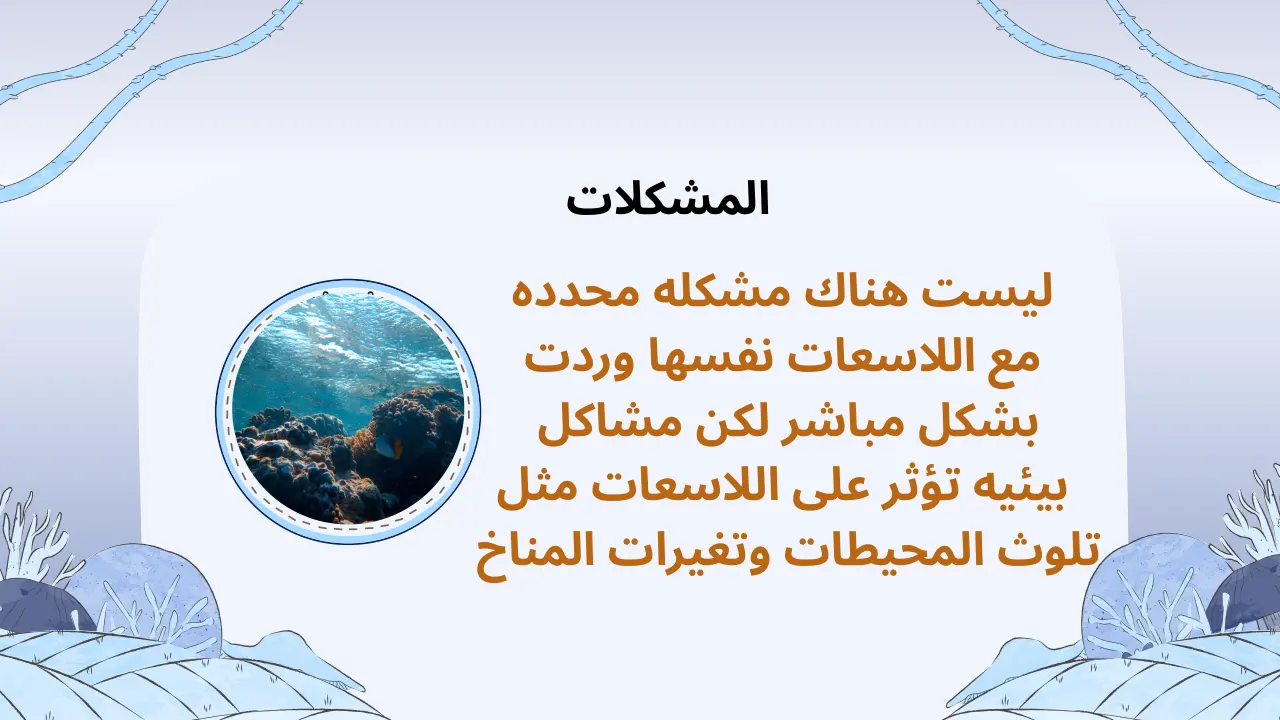 المشكلات
ليست هناك مشكله محدده
مع اللاسعات نفسها وردت
بشكل مباشر لكن مشاكل
بيئيه تؤثر على اللاسعات مثل
تلوث المحيطات وتغيرات المناخ